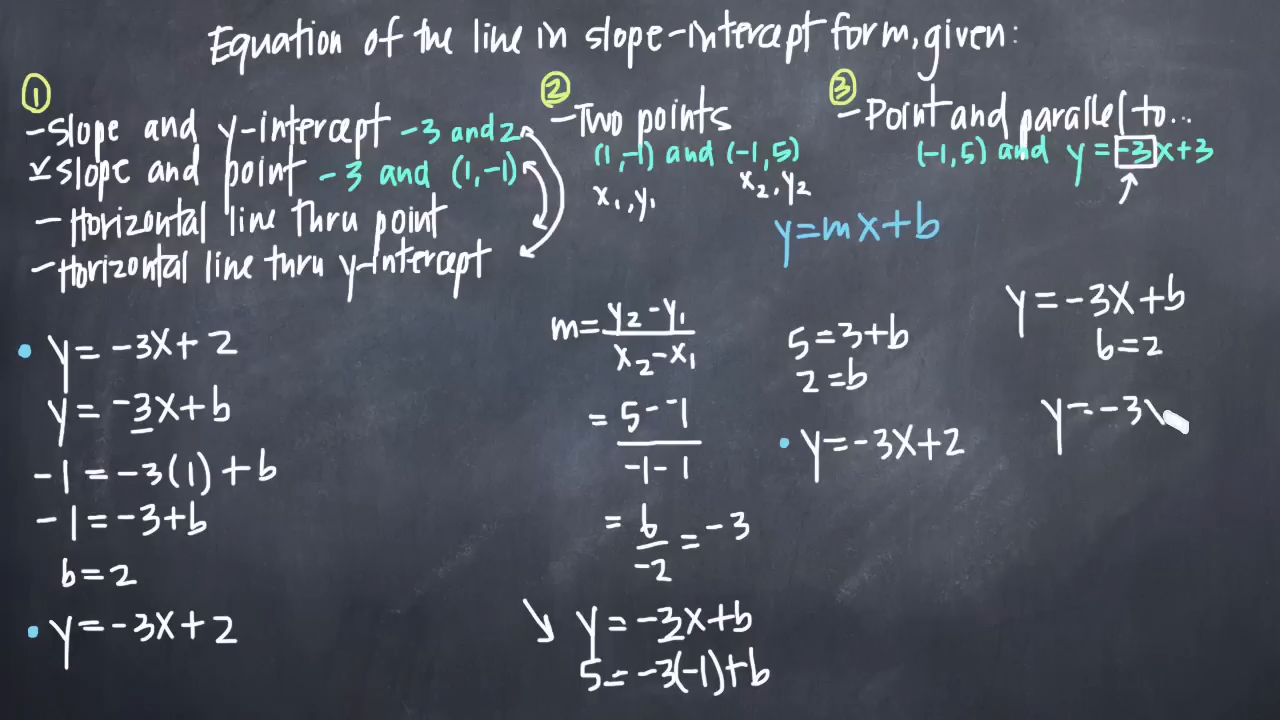 Equation of the line in slope-intercept form, given:
①
-Slope and y-intercept -3 and 2
-Slope and point -3 and (1,-1)
-Horizontal line thru point
-Horizontal line thru y-intercept
y=-3x+2
y=-3x+b
-1=-3(1)+b
-1=-3+b
b=2
y=-3x+2
②
-Two points
(1,-1) and (-1,5)
x₁,y₁ x₂,y₂
y=mx+b
m=y₂-y₁
x₂-x₁
=5--1
-1-1
=6/-2=-3
y=-3x+b
5=-3(-1)+b
5=3+b
2=b
y=-3x+2
③
-Point and parallel to...
(-1,5) and y=-3x+3
y=-3x+b
b=2
y=-3